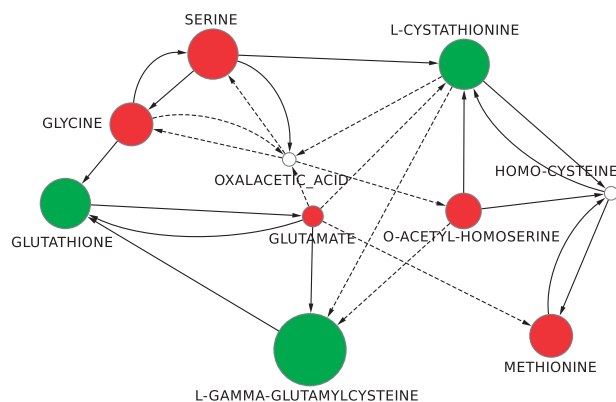 SERINE
L-CYSTATHIONINE
GLYCINE
OXALACETIC_ACID
HOMO-CYSTEINE
GLUTATHIONE
GLUTAMATE
O-ACETYL-HOMOSERINE
METHIONINE
L-GAMMA-GLUTAMYLCYSTEINE